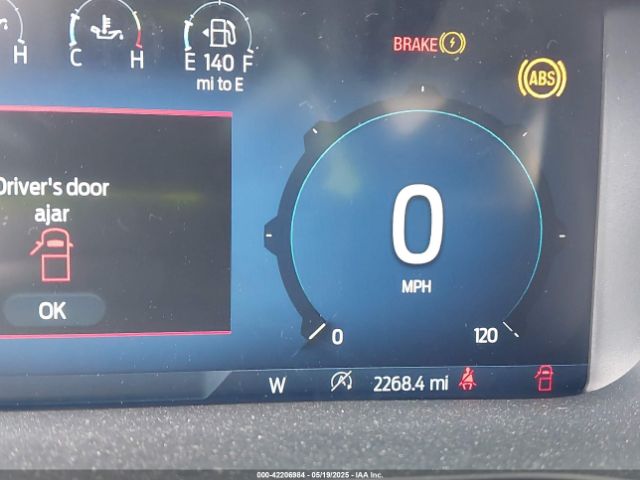 H
C H
E 140 F
mi to E
BRAKE
ABS
Driver's door
ajar
OK
0
MPH
0 120
W 2268.4 mi
000-42206984 - 05/19/2025 - IAA Inc.